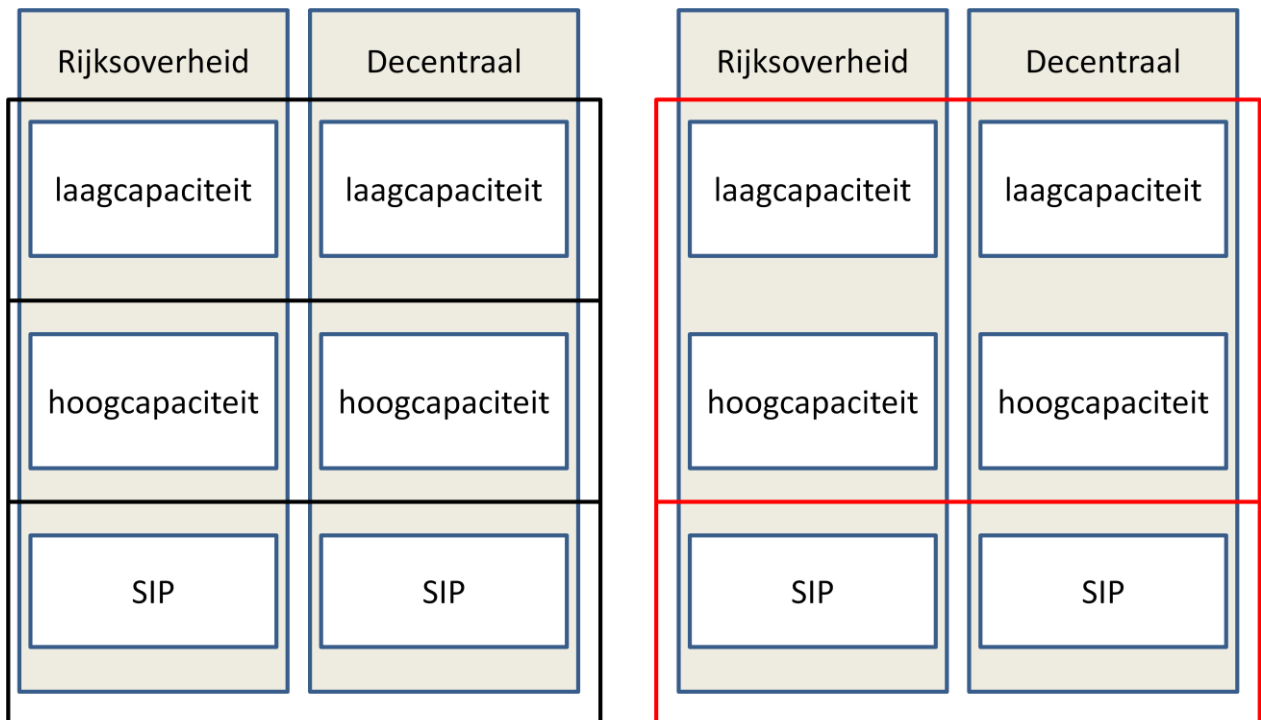 Rijksoverheid
Decentraal
Rijksoverheid
Decentraal
laagcapaciteit
laagcapaciteit
laagcapaciteit
laagcapaciteit
hoogcapaciteit
hoogcapaciteit
hoogcapaciteit
hoogcapaciteit
SIP
SIP
SIP
SIP